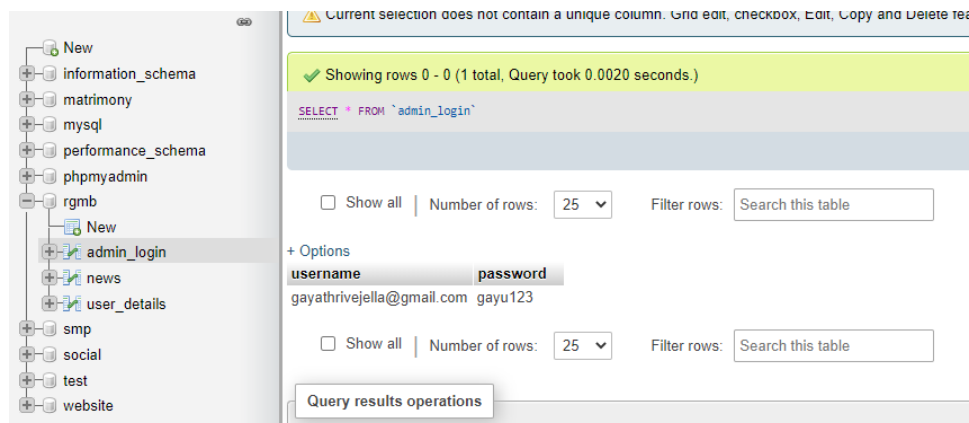 New
information_schema
matrimony
mysql
performance_schema
phpmyadmin
rgmb
New
admin_login
news
user_details
smp
social
test
website
Current selection does not contain a unique column. Grid edit, checkbox, Edit, Copy and Delete fea
Showing rows 0 - 0 (1 total, Query took 0.0020 seconds.)
SELECT * FROM `admin_login`
Show all | Number of rows: 25 Filter rows: Search this table
+ Options
username password
gayathrivejella@gmail.com gayu123
Show all | Number of rows: 25 Filter rows: Search this table
Query results operations